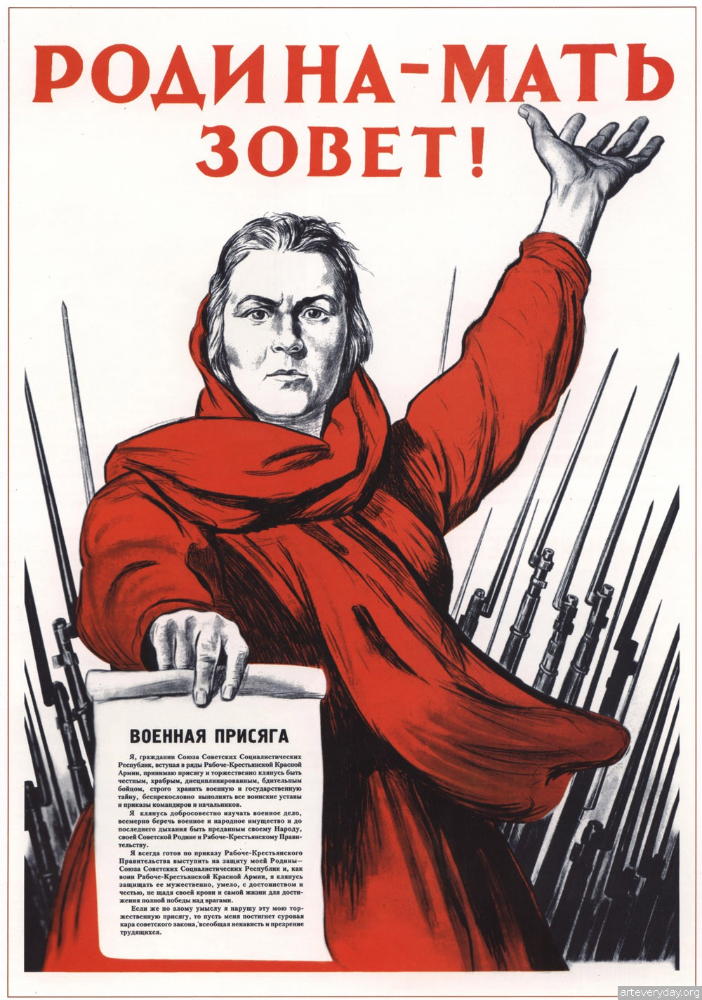 РОДИНА-МАТЬ
ЗОВЕТ!
ВОЕННАЯ ПРИСЯГА
Я, гражданин Союза Советских Социалистических
Республик, вступая в ряды Рабоче-Крестьянской Красной
Армии, принимаю присягу и торжественно клянусь быть
честным, храбрым, дисциплинированным, бдительным
бойцом, строго хранить военную и государственную
тайну, беспрекословно выполнять все воинские уставы
и приказы командиров и начальников.
Я клянусь добросовестно изучать военное дело,
всемерно беречь военное и народное имущество и до
последнего дыхания быть преданным своему Народу,
своей Советской Родине и Рабоче-Крестьянскому Прави-
тельству.
Я всегда готов по приказу Рабоче-Крестьянского
Правительства выступить на защиту моей Родины—
Союза Советских Социалистических Республик и, как
воин Рабоче-Крестьянской Красной Армии, я клянусь
защищать ее мужественно, умело, с достоинством и
честью, не щадя своей крови и самой жизни для дости-
жения полной победы над врагами.
Если же по злому умыслу я нарушу эту мою тор-
жественную присягу, то пусть меня постигнет суровая
кара советского закона, всеобщая ненависть и презрение
трудящихся.
arteveryday.org